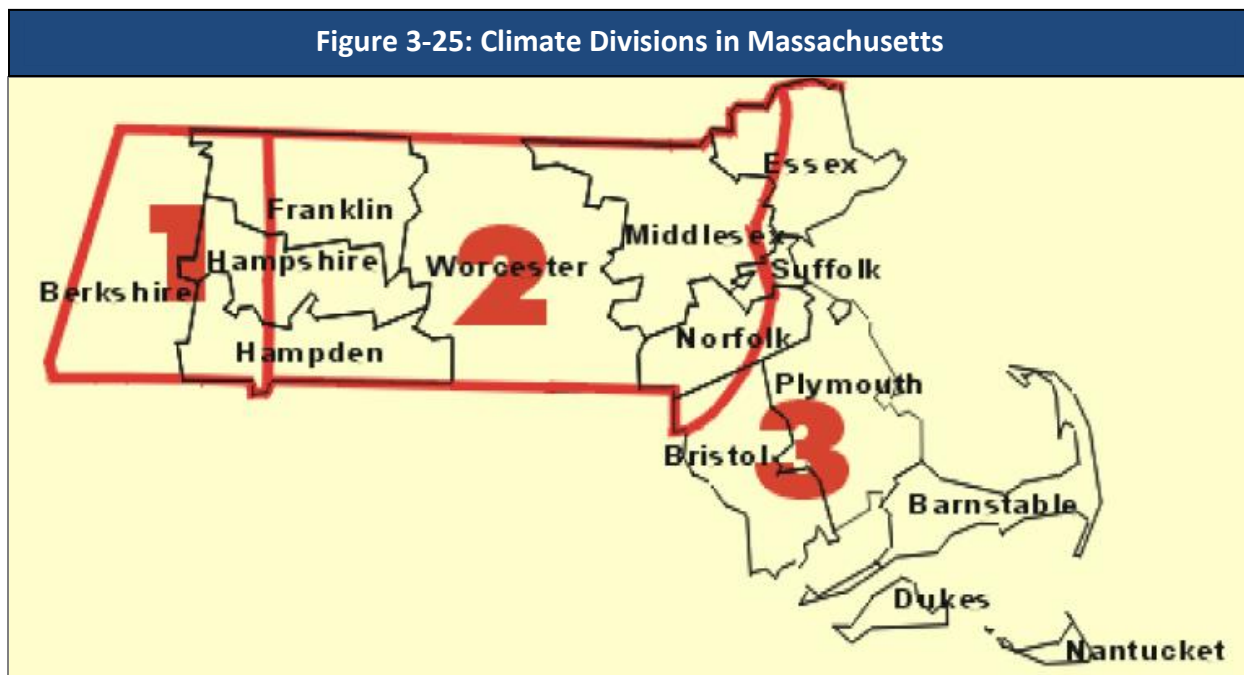 Figure 3-25: Climate Divisions in Massachusetts
Essex
Franklin
1
2
Middlesex
Hampshire
Worcester
Suffolk
Berkshire
Norfolk
Hampden
Plymouth
3
Bristol
Barnstable
Dukes
Nantucket